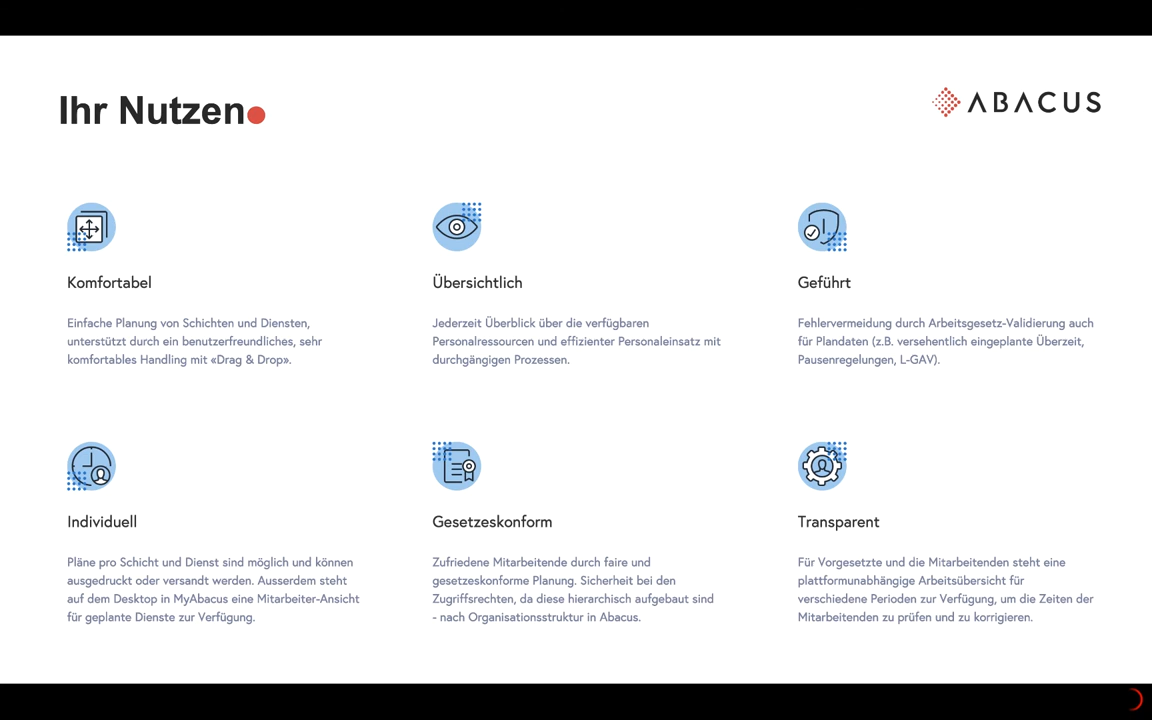 Ihr Nutzen
ABACUS
Komfortabel
Einfache Planung von Schichten und Diensten,
unterstützt durch ein benutzerfreundliches, sehr
komfortables Handling mit «Drag & Drop».
Übersichtlich
Jederzeit Überblick über die verfügbaren
Personalressourcen und effizienter Personaleinsatz mit
durchgängigen Prozessen.
Geführt
Fehlervermeidung durch Arbeitsgesetz-Validierung auch
für Plandaten (z.B. versehentlich eingeplante Überzeit,
Pausenregelungen, L-GAV).
Individuell
Pläne pro Schicht und Dienst sind möglich und können
ausgedruckt oder versandt werden. Ausserdem steht
auf dem Desktop in MyAbacus eine Mitarbeiter-Ansicht
für geplante Dienste zur Verfügung.
Gesetzeskonform
Zufriedene Mitarbeitende durch faire und
gesetzeskonforme Planung. Sicherheit bei den
Zugriffsrechten, da diese hierarchisch aufgebaut sind
- nach Organisationsstruktur in Abacus.
Transparent
Für Vorgesetzte und die Mitarbeitenden steht eine
plattformunabhängige Arbeitsübersicht für
verschiedene Perioden zur Verfügung, um die Zeiten der
Mitarbeitenden zu prüfen und zu korrigieren.